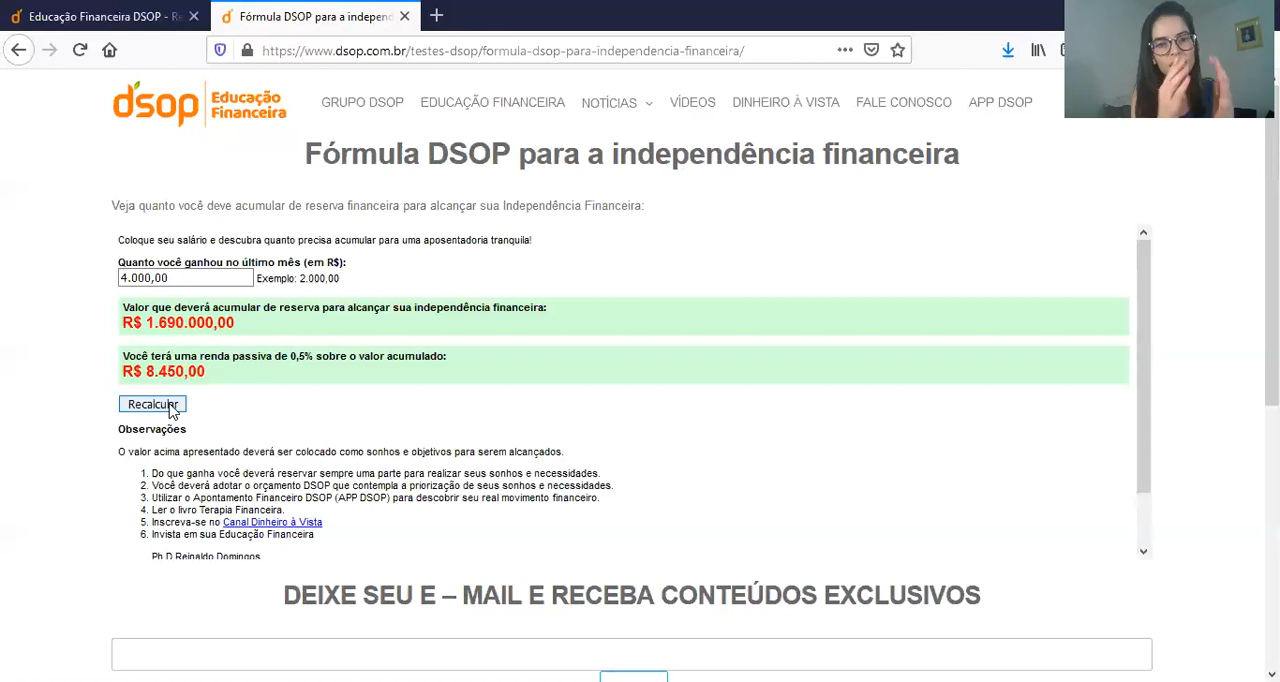 Educação Financeira DSOP - Re
Fórmula DSOP para a independ
https://www.dsop.com.br/testes-dsop/formula-dsop-para-independencia-financeira/
dsop Educação Financeira
GRUPO DSOP EDUCAÇÃO FINANCEIRA NOTÍCIAS VÍDEOS DINHEIRO À VISTA FALE CONOSCO APP DSOP
Fórmula DSOP para a independência financeira
Veja quanto você deve acumular de reserva financeira para alcançar sua Independência Financeira:
Coloque seu salário e descubra quanto precisa acumular para uma aposentadoria tranquila!
Quanto você ganhou no último mês (em R$):
4.000,00 Exemplo: 2.000,00
Valor que deverá acumular de reserva para alcançar sua independência financeira:
R$ 1.690.000,00
Você terá uma renda passiva de 0,5% sobre o valor acumulado:
R$ 8.450,00
Recalcular
Observações
O valor acima apresentado deverá ser colocado como sonhos e objetivos para serem alcançados.
1. Do que ganha você deverá reservar sempre uma parte para realizar seus sonhos e necessidades.
2. Você deverá adotar o orçamento DSOP que contempla a priorização de seus sonhos e necessidades.
3. Utilizar o Apontamento Financeiro DSOP (APP DSOP) para descobrir seu real movimento financeiro.
4. Ler o livro Terapia Financeira.
5. Inscreva-se no Canal Dinheiro à Vista
6. Invista em sua Educação Financeira
Ph.D Reinaldo Domingos
DEIXE SEU E – MAIL E RECEBA CONTEÚDOS EXCLUSIVOS